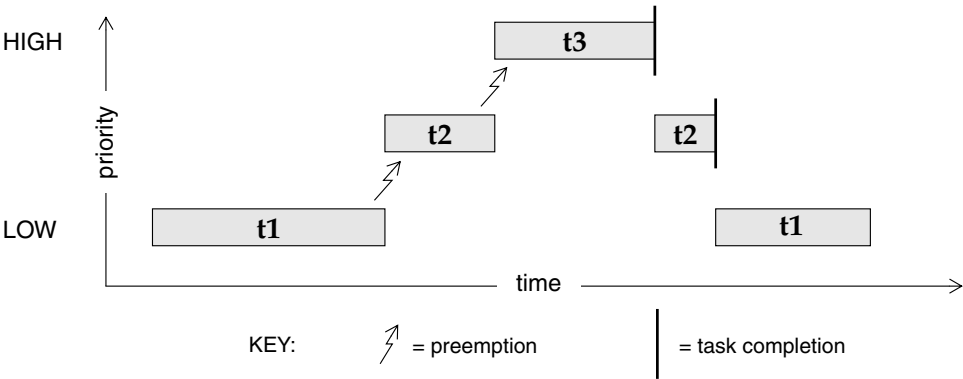 HIGH
t3
priority
t2
t2
LOW
t1
t1
time
KEY:
= preemption
= task completion